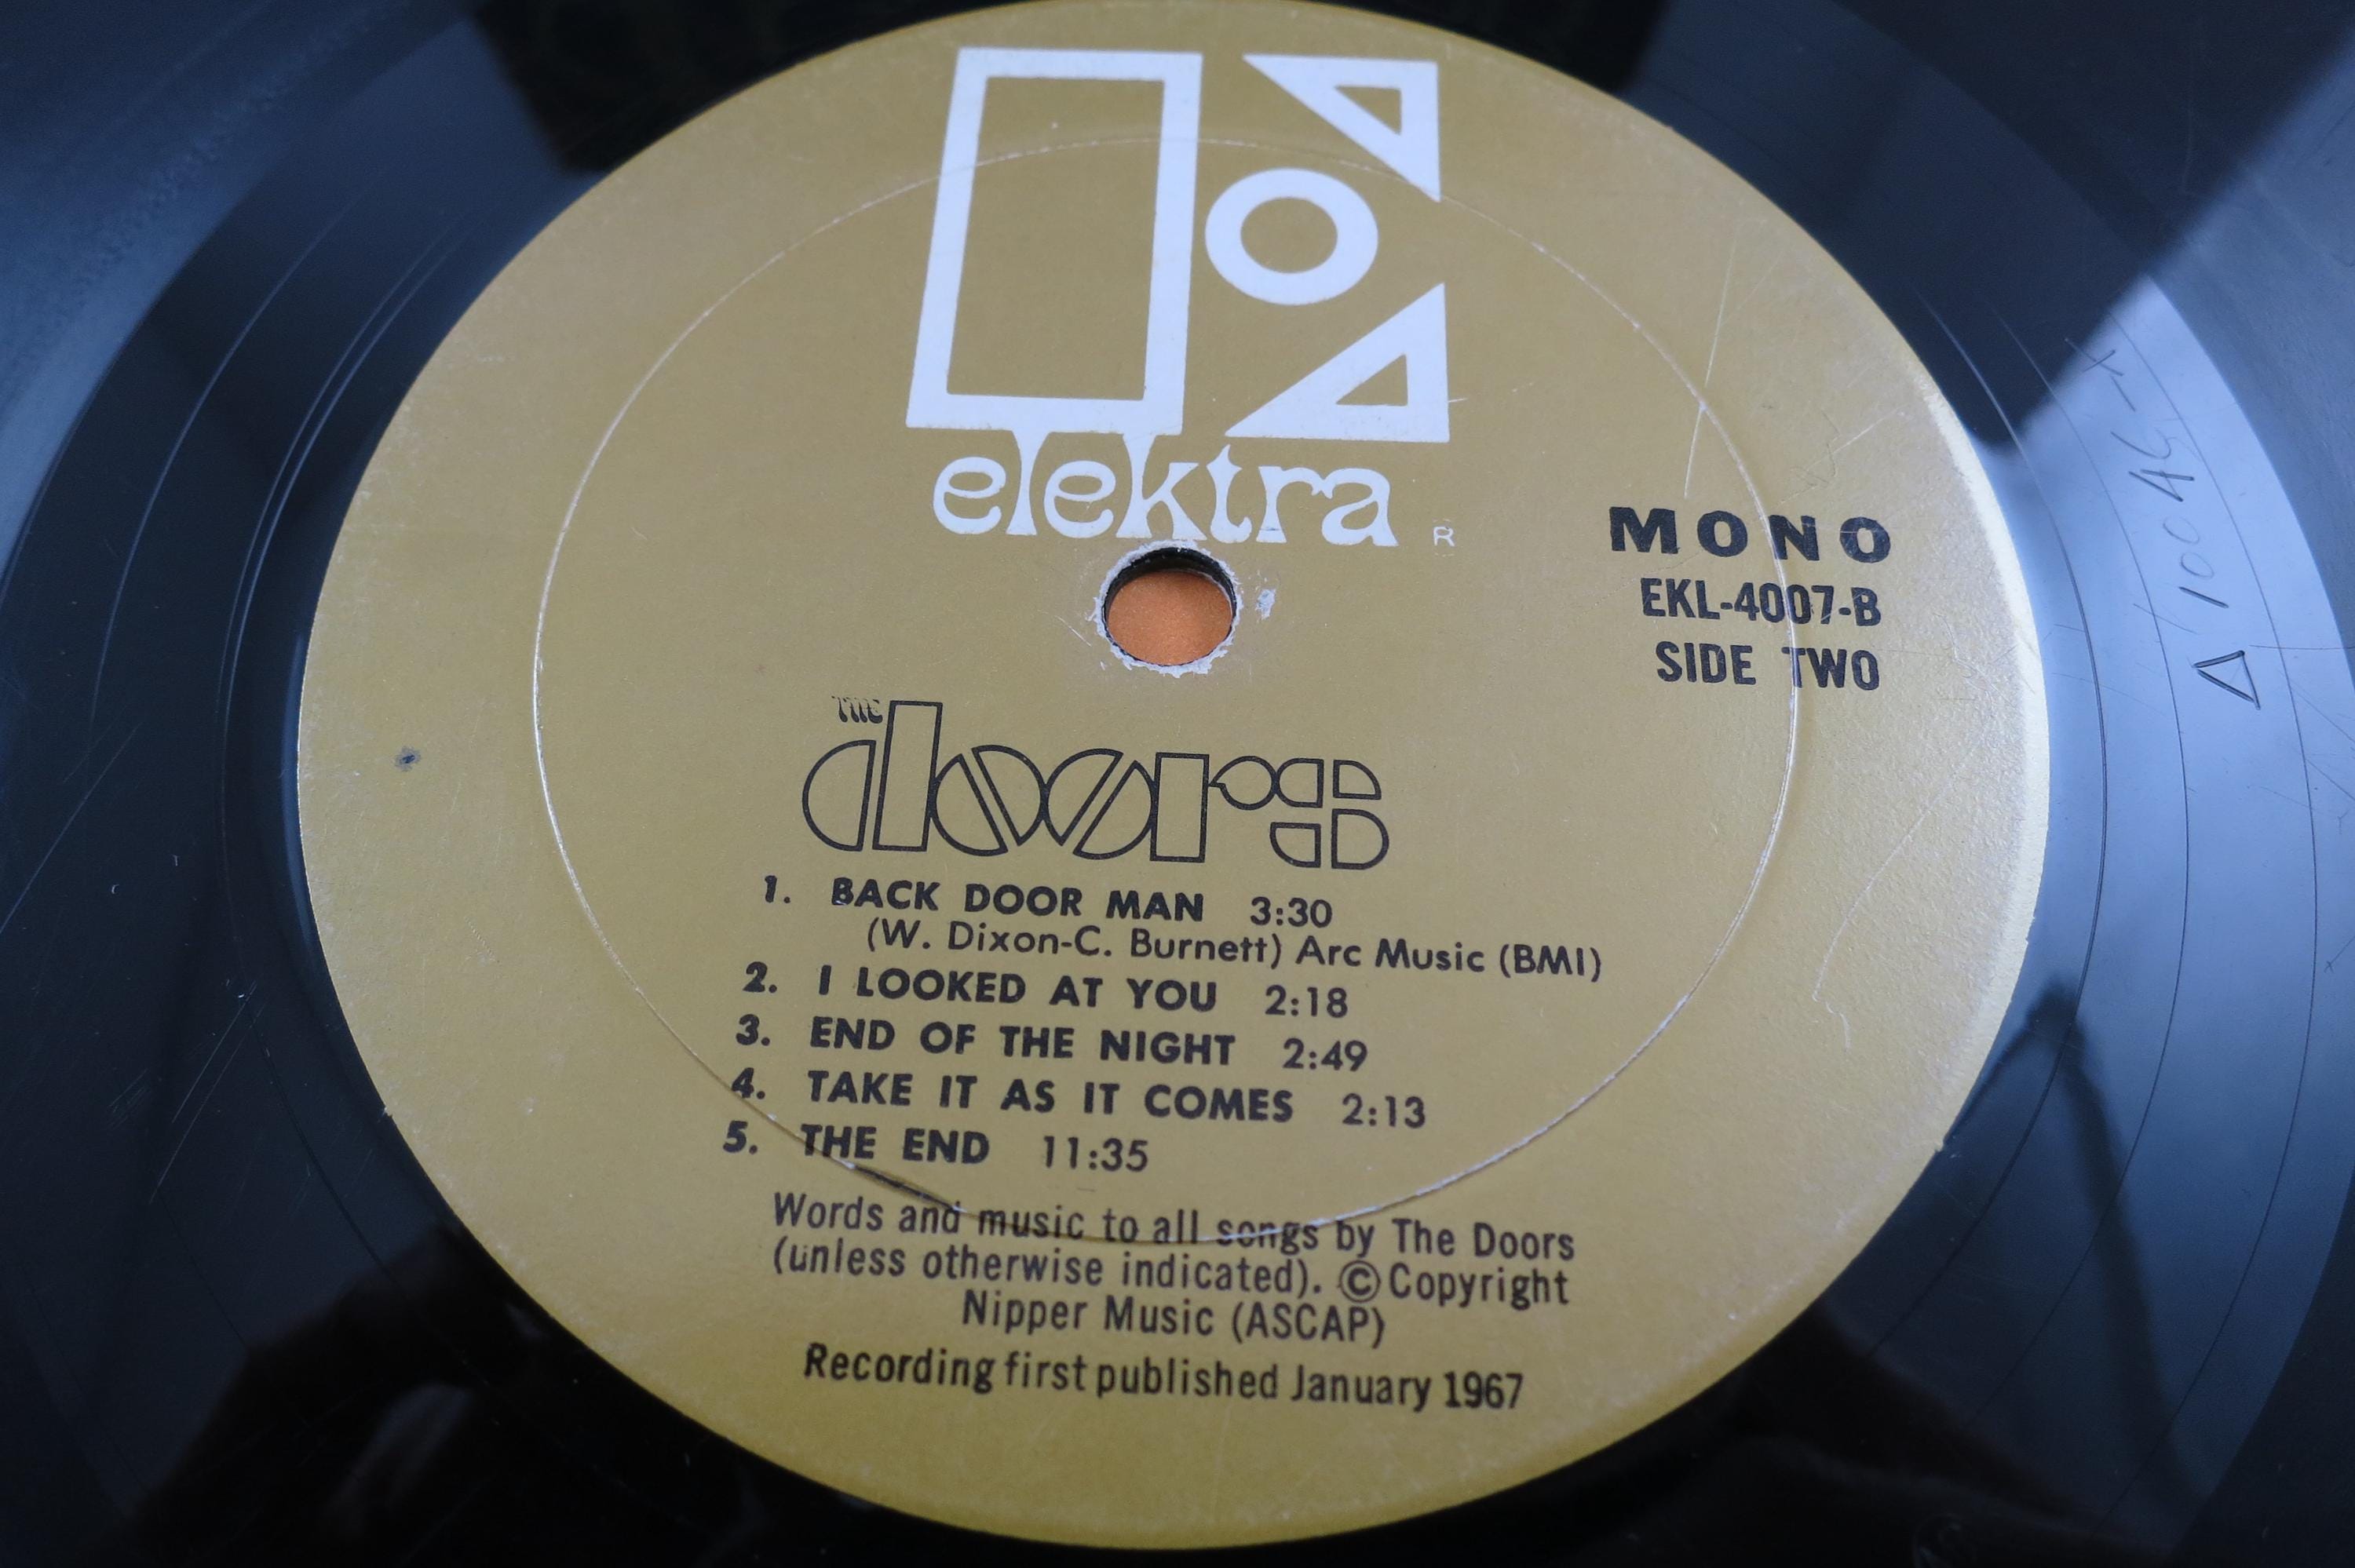 elektra
R
MONO
EKL-4007-B
SIDE TWO
THE
doors
1. BACK DOOR MAN 3:30
(W. Dixon-C. Burnett) Arc Music (BMI)
2. I LOOKED AT YOU 2:18
3. END OF THE NIGHT 2:49
4. TAKE IT AS IT COMES 2:13
5. THE END 11:35
Words and music to all songs by The Doors
(unless otherwise indicated). © Copyright
Nipper Music (ASCAP)
Recording first published January 1967